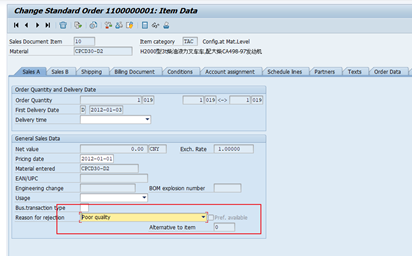 Change Standard Order 1100000001: Item Data
Sales Document Item 10 Item category TAC Config.at Mat.Level
Material CPCD30-D2 H2000型3吨柴油液力叉车车,配大柴CA498-97发动机
Sales A Sales B Shipping Billing Document Conditions Account assignment Schedule lines Partners Texts Order Data
Order Quantity and Delivery Date
Order Quantity 1 019 1 019 <-> 1 019
First Delivery Date D 2012-01-03
Delivery time
General Sales Data
Net value 0.00 CNY Exch. Rate 1.00000
Pricing date 2012-01-01
Material entered CPCD30-D2
EAN/UPC
Engineering change BOM explosion number
Usage
Bus.transaction type
Reason for rejection Poor quality Pref. available
Alternative to item 0